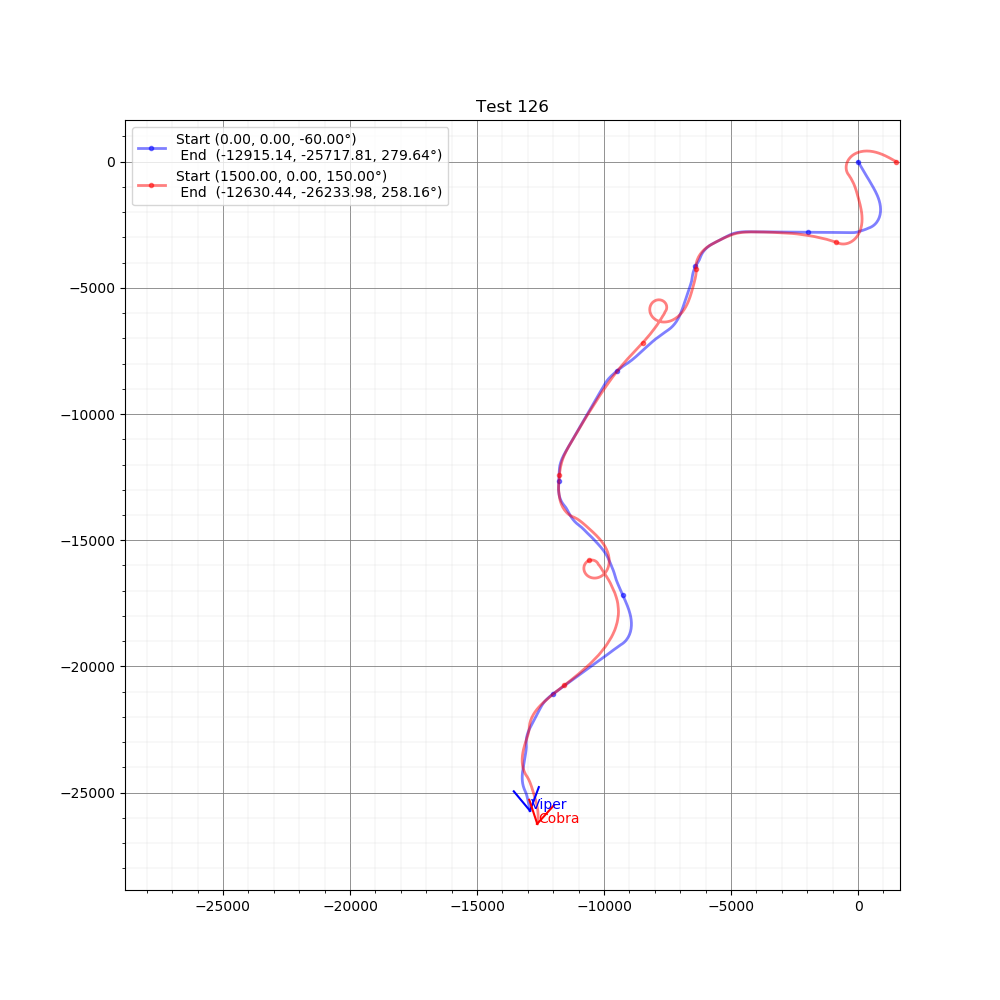 Test 126
Start (0.00, 0.00, -60.00°)
End  (-12915.14, -25717.81, 279.64°)
Start (1500.00, 0.00, 150.00°)
End  (-12630.44, -26233.98, 258.16°)
0
−5000
−10000
−15000
−20000
−25000
Viper
Cobra
−25000
−20000
−15000
−10000
−5000
0